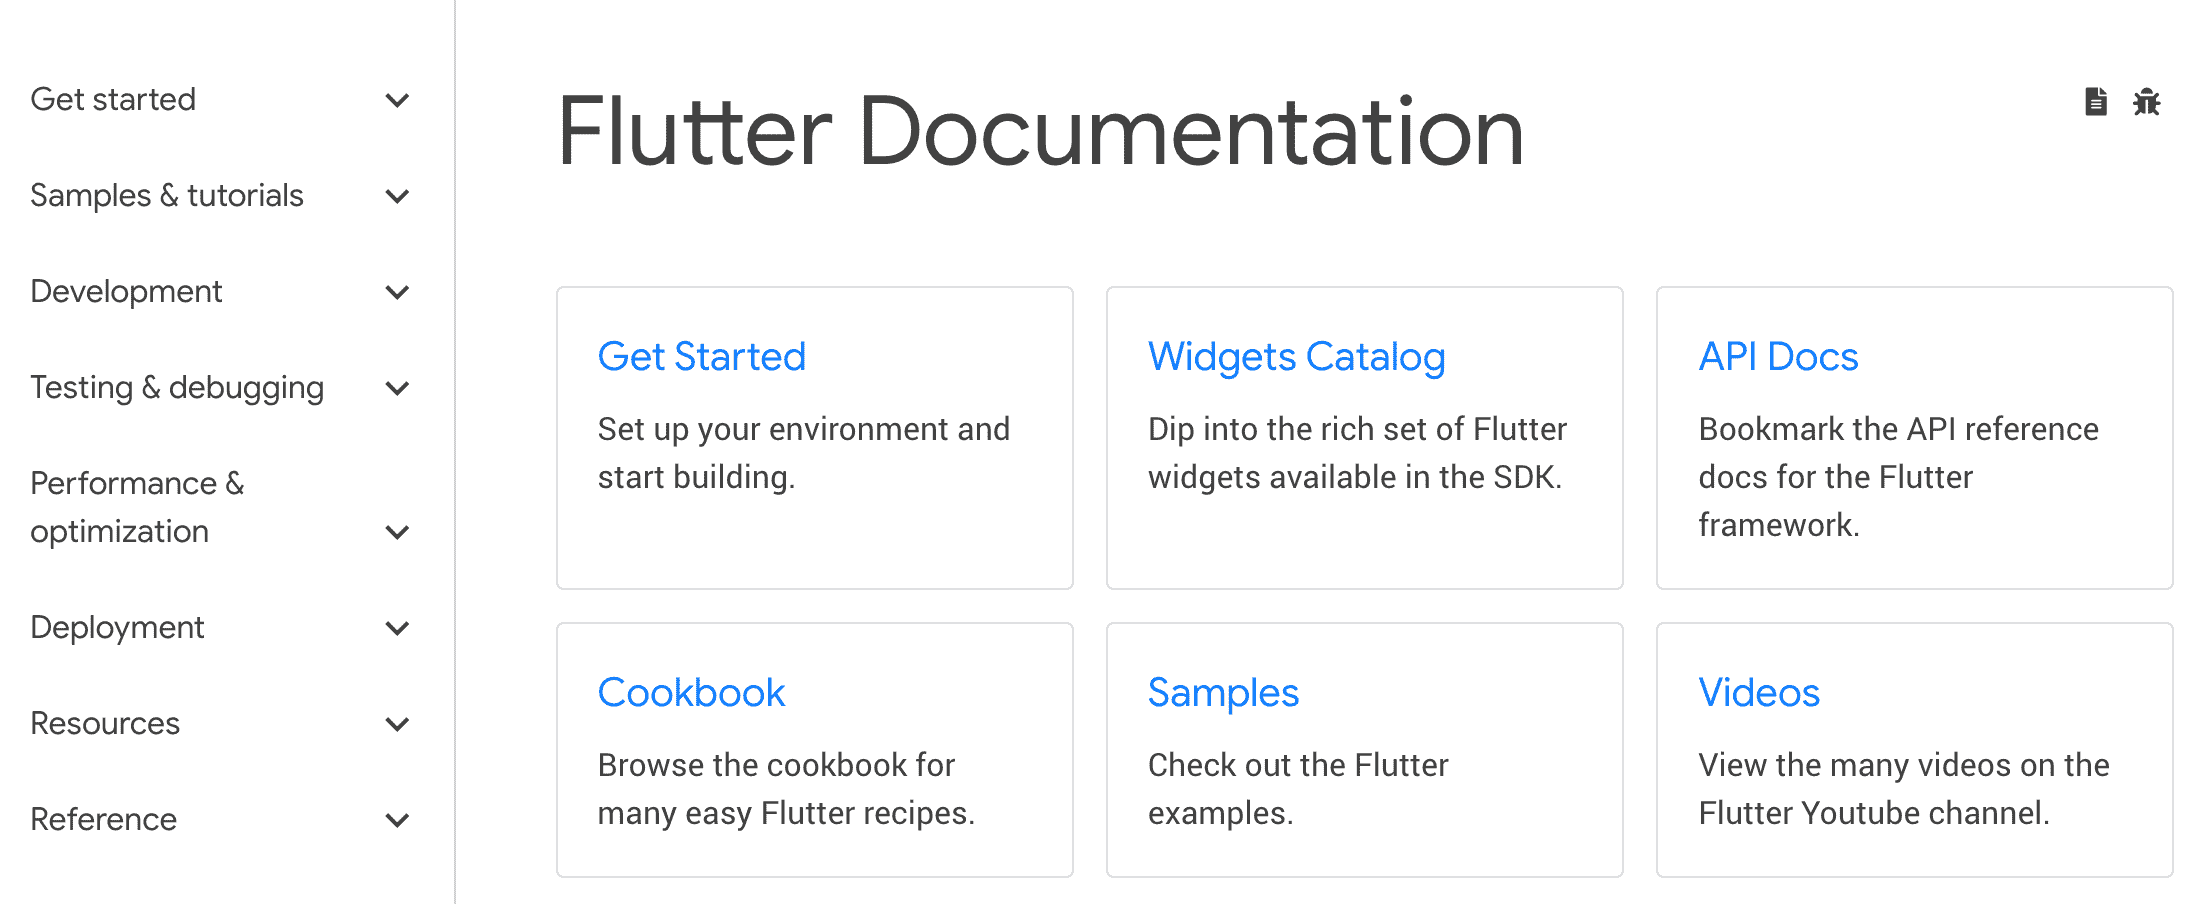 Get started
Samples & tutorials
Development
Testing & debugging
Performance &
optimization
Deployment
Resources
Reference
Flutter Documentation
Get Started
Set up your environment and
start building.
Widgets Catalog
Dip into the rich set of Flutter
widgets available in the SDK.
API Docs
Bookmark the API reference
docs for the Flutter
framework.
Cookbook
Browse the cookbook for
many easy Flutter recipes.
Samples
Check out the Flutter
examples.
Videos
View the many videos on the
Flutter Youtube channel.